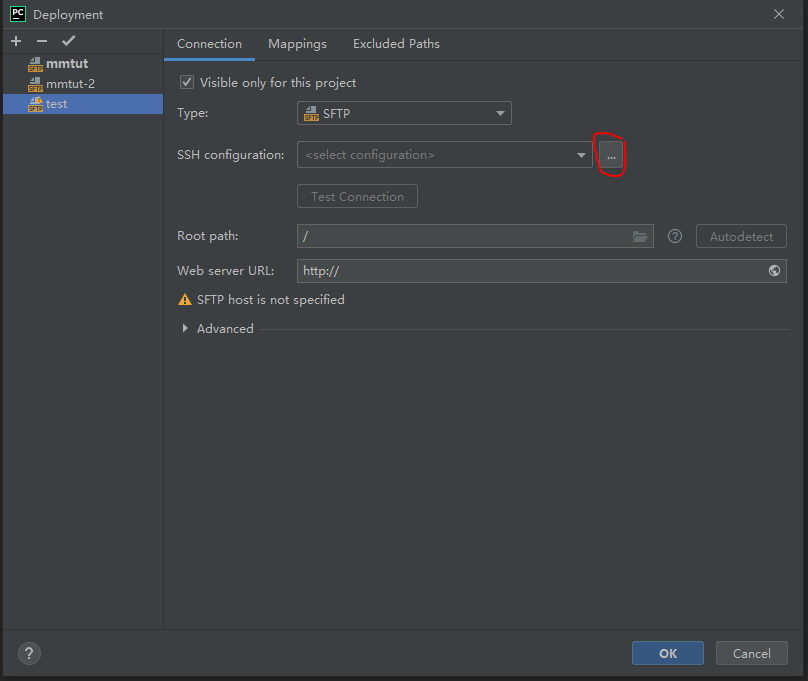 PC Deployment
Connection Mappings Excluded Paths
SFTP mmtut
SFTP mmtut-2
SFTP test
Visible only for this project
Type: SFTP SFTP
SSH configuration: <select configuration> ...
Test Connection
Root path: / ? Autodetect
Web server URL: http://
SFTP host is not specified
Advanced
? OK Cancel